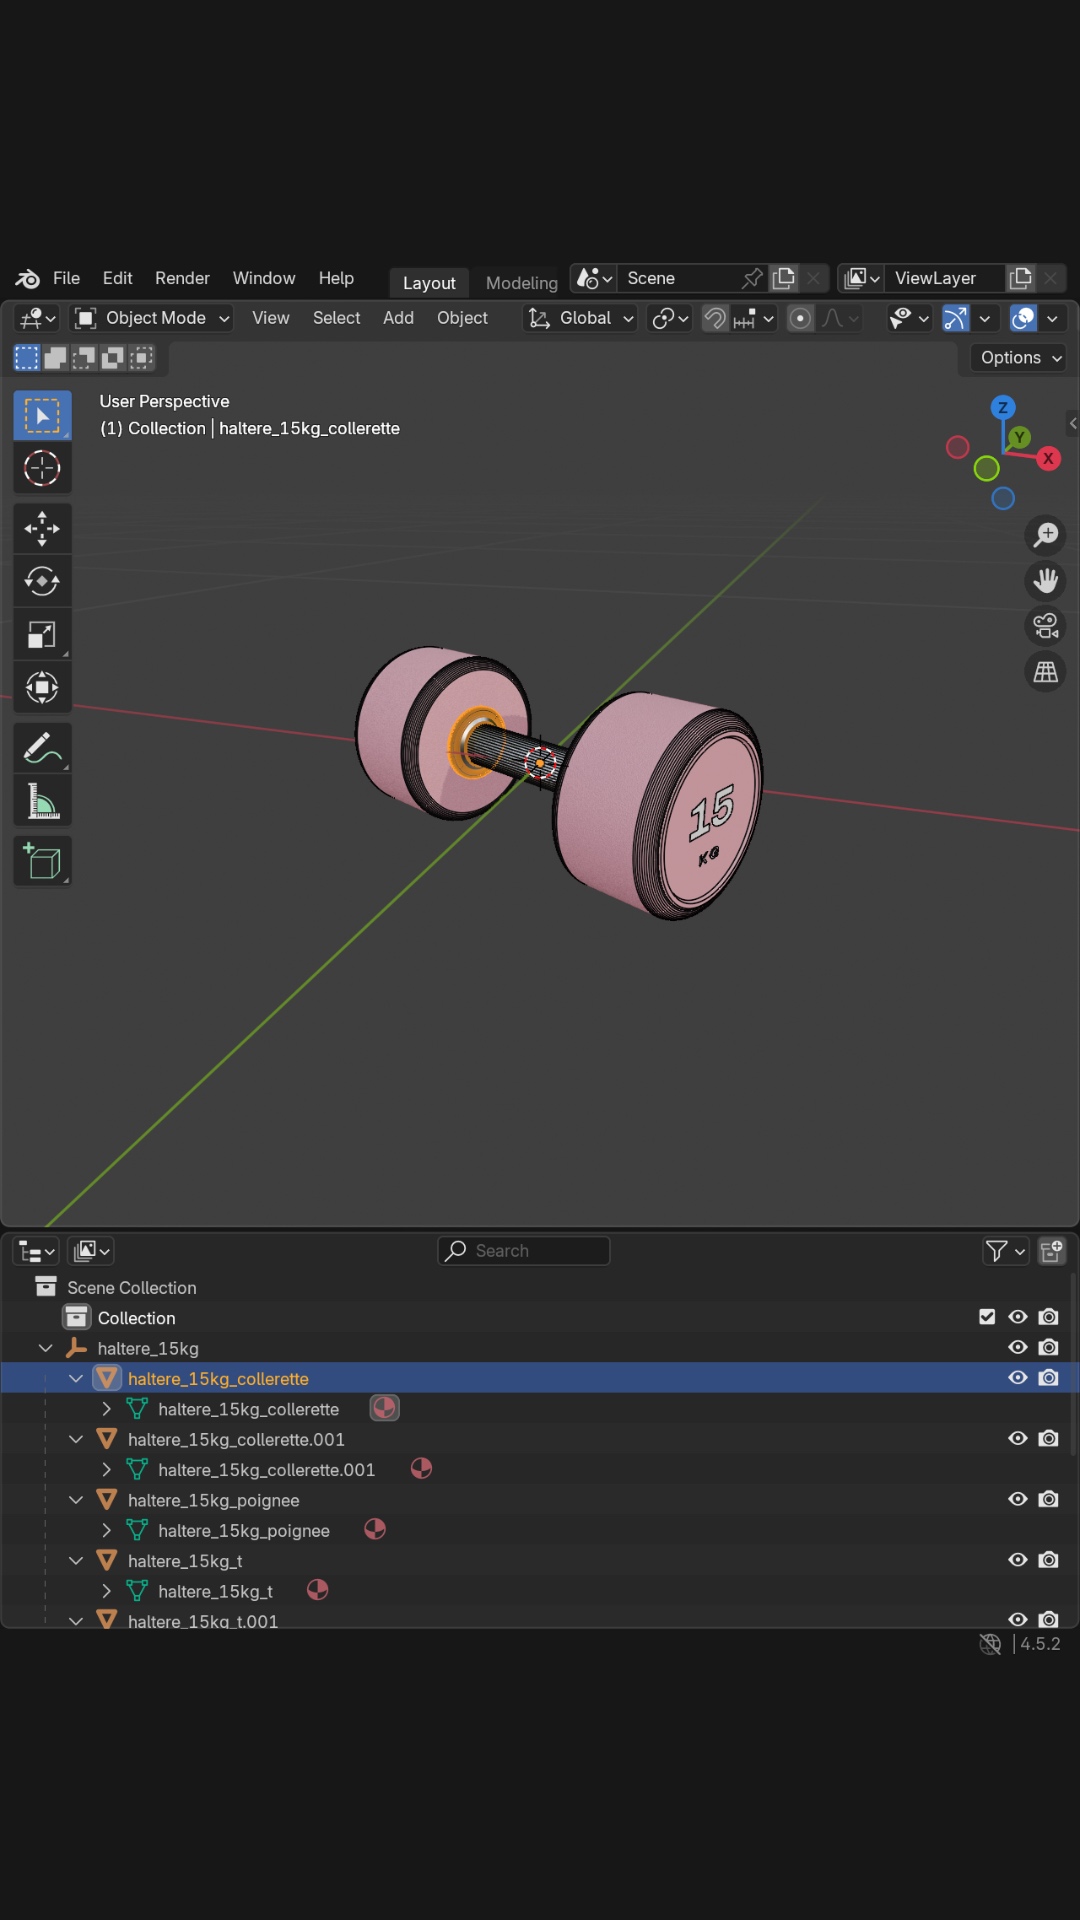 File Edit Render Window Help Layout Modeling Scene ViewLayer
Object Mode View Select Add Object Global
Options
User Perspective
(1) Collection | haltere_15kg_collerette
Z
Y
X
15
KG
Search
Scene Collection
Collection
haltere_15kg
haltere_15kg_collerette
haltere_15kg_collerette
haltere_15kg_collerette.001
haltere_15kg_collerette.001
haltere_15kg_poignee
haltere_15kg_poignee
haltere_15kg_t
haltere_15kg_t
haltere_15kg_t.001
4.5.2